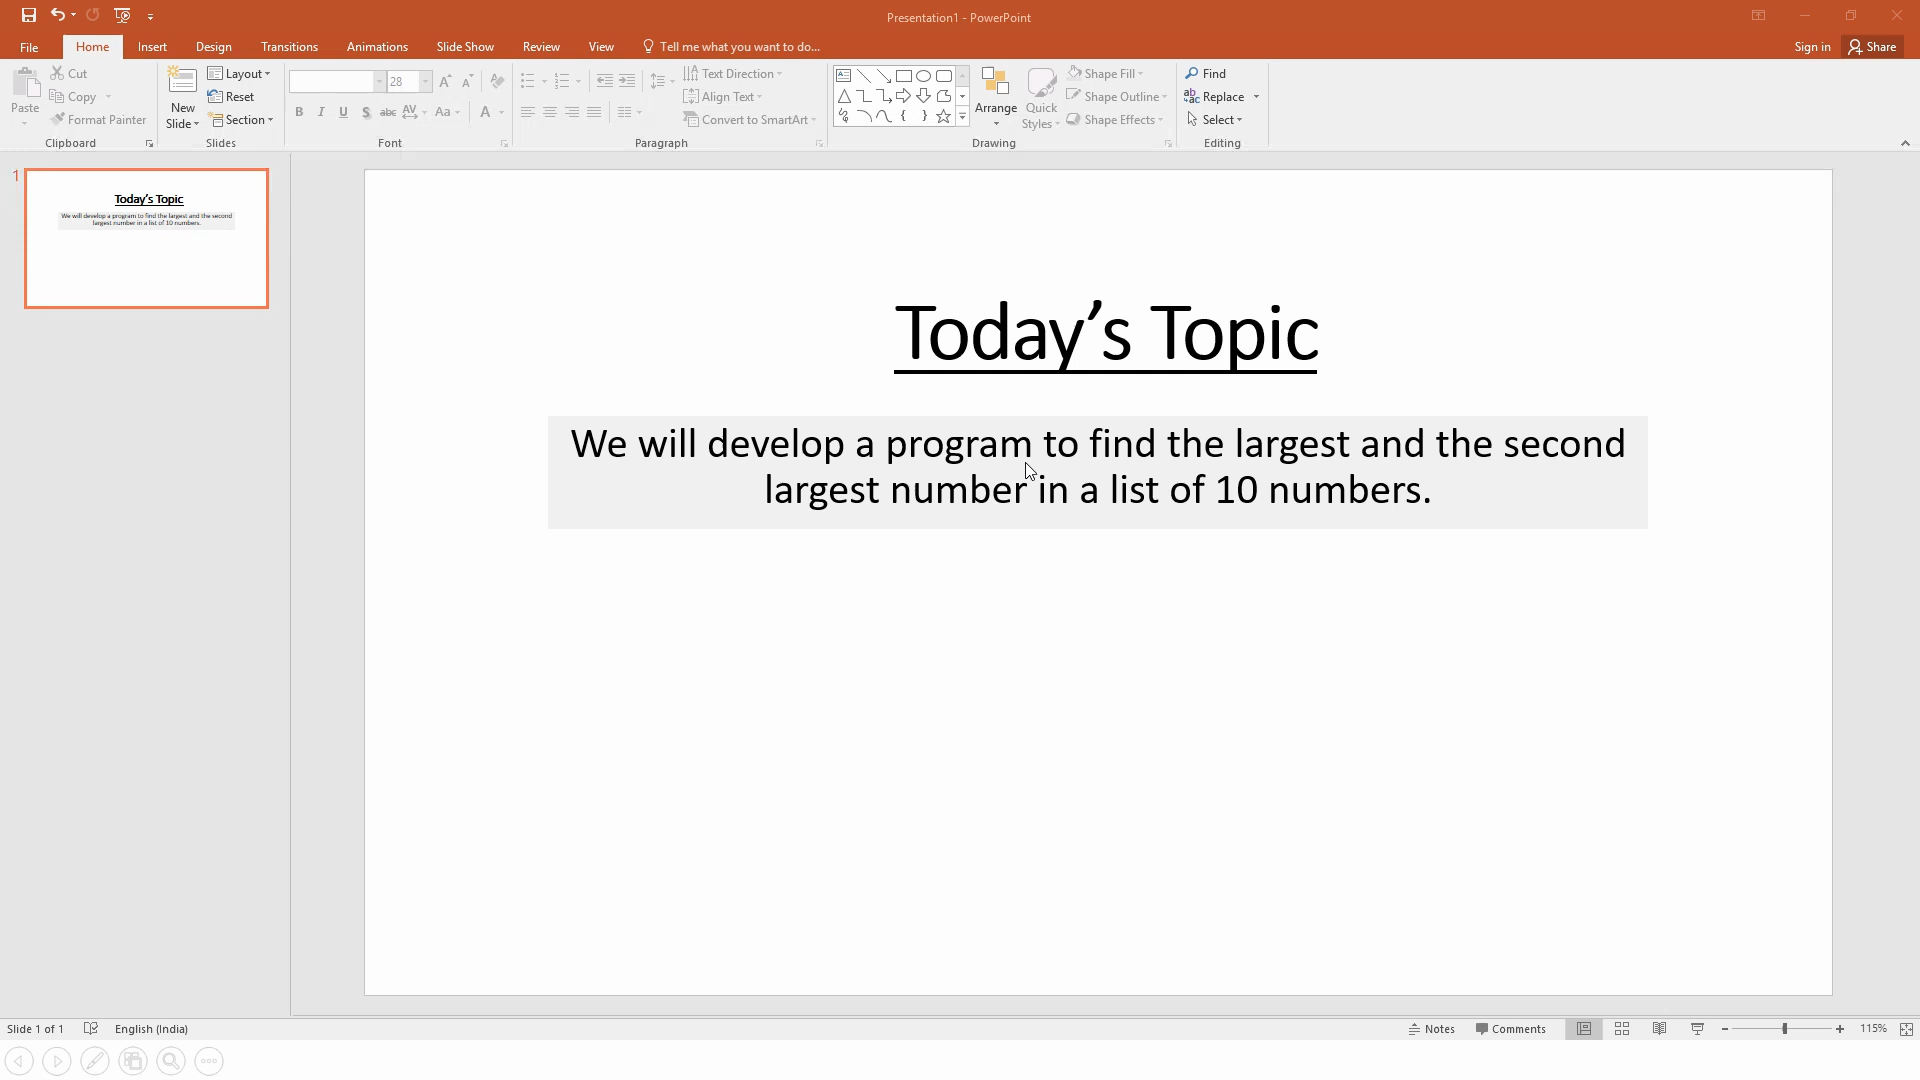 Presentation1 - PowerPoint
File Home Insert Design Transitions Animations Slide Show Review View Tell me what you want to do... Sign in Share
Paste
Cut
Copy
Format Painter
Clipboard
New
Slide
Layout
Reset
Section
Slides
28
B I U S abc AV Aa A
Font
Text Direction
Align Text
Convert to SmartArt
Paragraph
Arrange
Quick
Styles
Shape Fill
Shape Outline
Shape Effects
Drawing
Find
Replace
Select
Editing
1
Today's Topic
We will develop a program to find the largest and the second
largest number in a list of 10 numbers.
Today's Topic
We will develop a program to find the largest and the second
largest number in a list of 10 numbers.
Slide 1 of 1 English (India) Notes Comments 115%